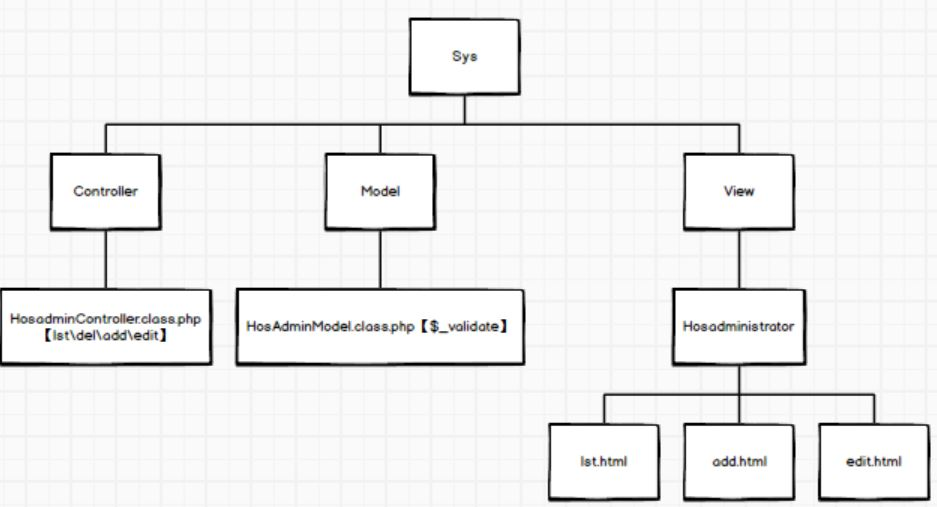 Sys
Controller
Model
View
HosadminController.class.php
【lst\del\add\edit】
HosAdminModel.class.php【$_validate】
Hosadministrator
lst.html
add.html
edit.html